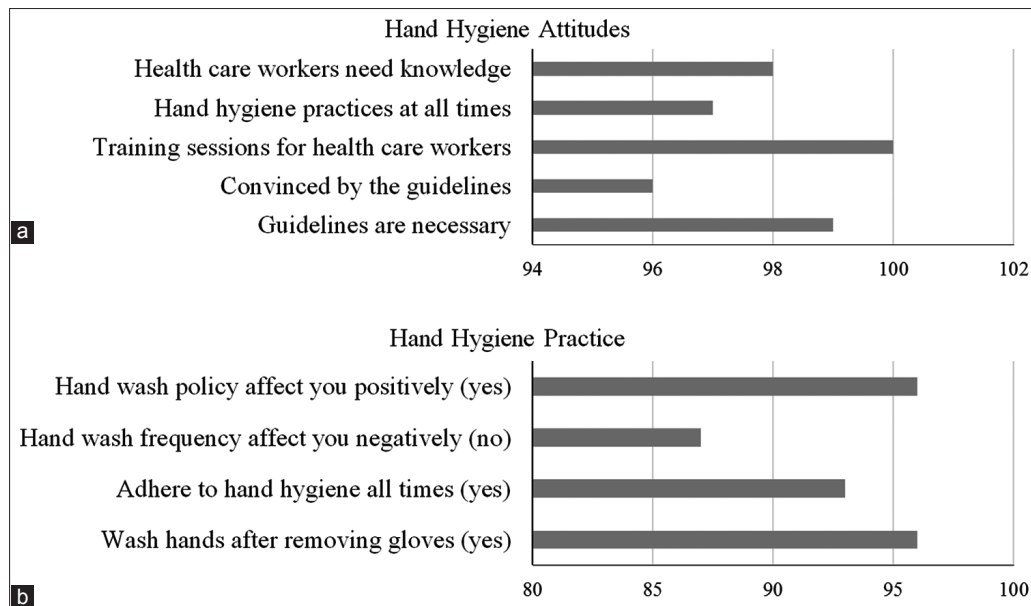 Hand Hygiene Attitudes
Health care workers need knowledge
Hand hygiene practices at all times
Training sessions for health care workers
Convinced by the guidelines
Guidelines are necessary
a
94 96 98 100 102
Hand Hygiene Practice
Hand wash policy affect you positively (yes)
Hand wash frequency affect you negatively (no)
Adhere to hand hygiene all times (yes)
Wash hands after removing gloves (yes)
b
80 85 90 95 100